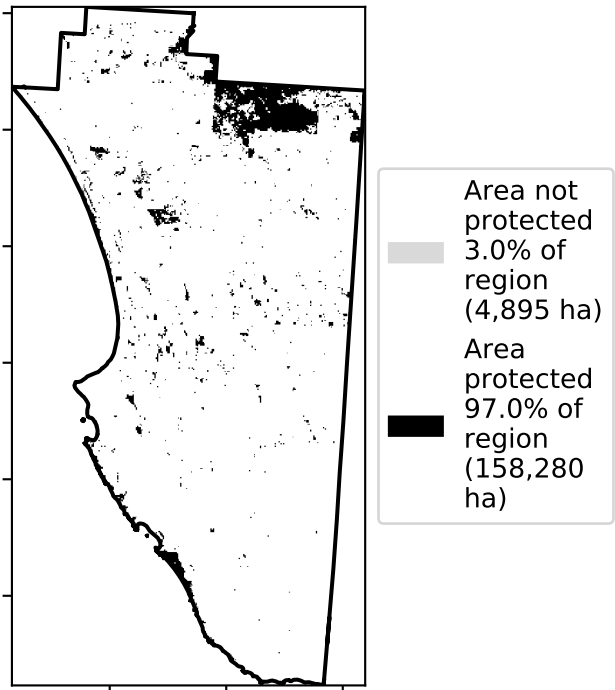 Area not
protected
3.0% of
region
(4,895 ha)
Area
protected
97.0% of
region
(158,280
ha)